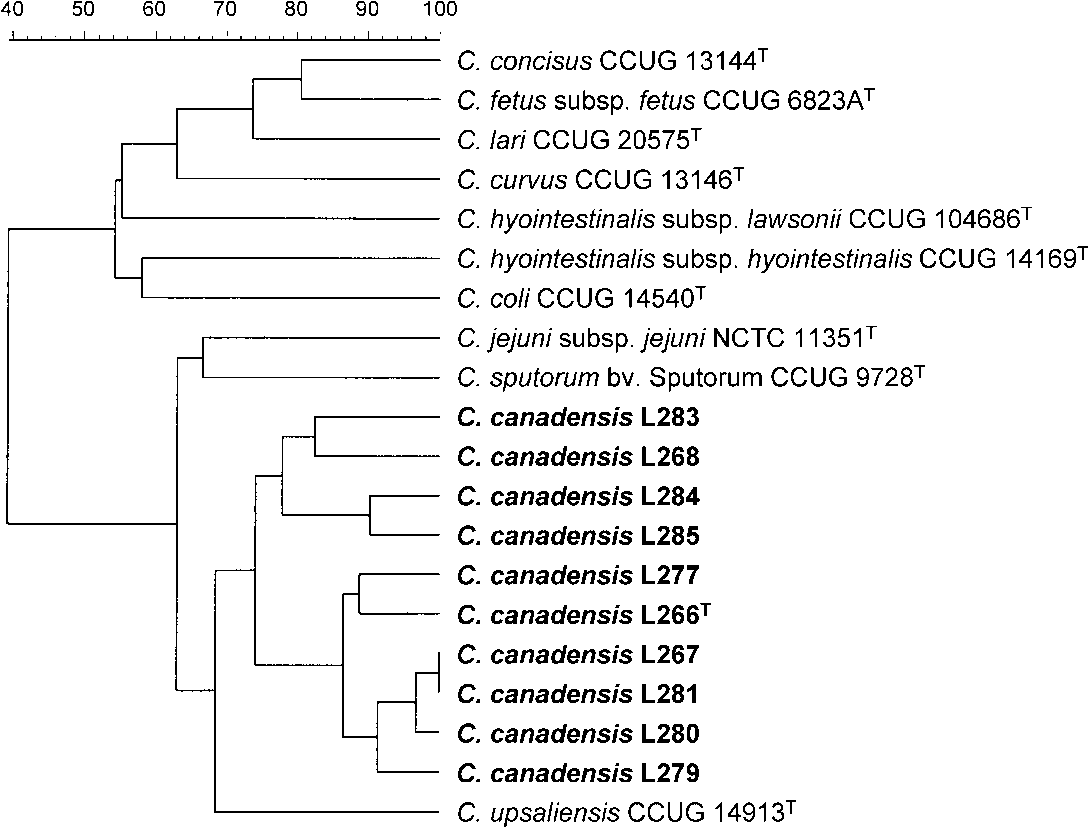 40 50 60 70 80 90 100
C. concisus CCUG 13144ᵀ
C. fetus subsp. fetus CCUG 6823Aᵀ
C. lari CCUG 20575ᵀ
C. curvus CCUG 13146ᵀ
C. hyointestinalis subsp. lawsonii CCUG 104686ᵀ
C. hyointestinalis subsp. hyointestinalis CCUG 14169ᵀ
C. coli CCUG 14540ᵀ
C. jejuni subsp. jejuni NCTC 11351ᵀ
C. sputorum bv. Sputorum CCUG 9728ᵀ
C. canadensis L283
C. canadensis L268
C. canadensis L284
C. canadensis L285
C. canadensis L277
C. canadensis L266ᵀ
C. canadensis L267
C. canadensis L281
C. canadensis L280
C. canadensis L279
C. upsaliensis CCUG 14913ᵀ